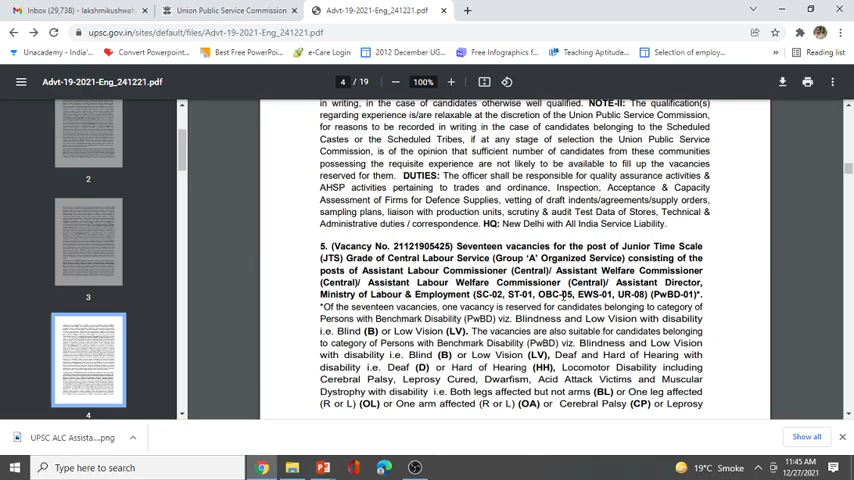 Inbox (29,738) - lakshmikushwah
Union Public Service Commission
Advt-19-2021-Eng_241221.pdf
upsc.gov.in/sites/default/files/Advt-19-2021-Eng_241221.pdf
Unacademy - India'...
Convert Powerpoint...
Best Free PowerPoi...
e-Care Login
2012 December UG...
Free Infographics f...
Teaching Aptitude...
Selection of employ...
Reading list
Advt-19-2021-Eng_241221.pdf
4 / 19
100%
2
3
4
in writing, in the case of candidates otherwise well qualified. NOTE-II: The qualification(s)
regarding experience is/are relaxable at the discretion of the Union Public Service Commission,
for reasons to be recorded in writing in the case of candidates belonging to the Scheduled
Castes or the Scheduled Tribes, if at any stage of selection the Union Public Service
Commission, is of the opinion that sufficient number of candidates from these communities
possessing the requisite experience are not likely to be available to fill up the vacancies
reserved for them. DUTIES: The officer shall be responsible for quality assurance activities &
AHSP activities pertaining to trades and ordinance, Inspection, Acceptance & Capacity
Assessment of Firms for Defence Supplies, vetting of draft indents/agreements/supply orders,
sampling plans, liaison with production units, scrutiny & audit Test Data of Stores, Technical &
Administrative duties / correspondence. HQ: New Delhi with All India Service Liability.
5. (Vacancy No. 21121905425) Seventeen vacancies for the post of Junior Time Scale
(JTS) Grade of Central Labour Service (Group 'A' Organized Service) consisting of the
posts of Assistant Labour Commissioner (Central)/ Assistant Welfare Commissioner
(Central)/ Assistant Labour Welfare Commissioner (Central)/ Assistant Director,
Ministry of Labour & Employment (SC-02, ST-01, OBC-05, EWS-01, UR-08) (PwBD-01)*.
*Of the seventeen vacancies, one vacancy is reserved for candidates belonging to category of
Persons with Benchmark Disability (PwBD) viz. Blindness and Low Vision with disability
i.e. Blind (B) or Low Vision (LV). The vacancies are also suitable for candidates belonging
to category of Persons with Benchmark Disability (PwBD) viz. Blindness and Low Vision
with disability i.e. Blind (B) or Low Vision (LV), Deaf and Hard of Hearing with
disability i.e. Deaf (D) or Hard of Hearing (HH), Locomotor Disability including
Cerebral Palsy, Leprosy Cured, Dwarfism, Acid Attack Victims and Muscular
Dystrophy with disability i.e. Both legs affected but not arms (BL) or One leg affected
(R or L) (OL) or One arm affected (R or L) (OA) or Cerebral Palsy (CP) or Leprosy
UPSC ALC Assista....png
Show all
Type here to search
19°C Smoke
11:45 AM
12/27/2021